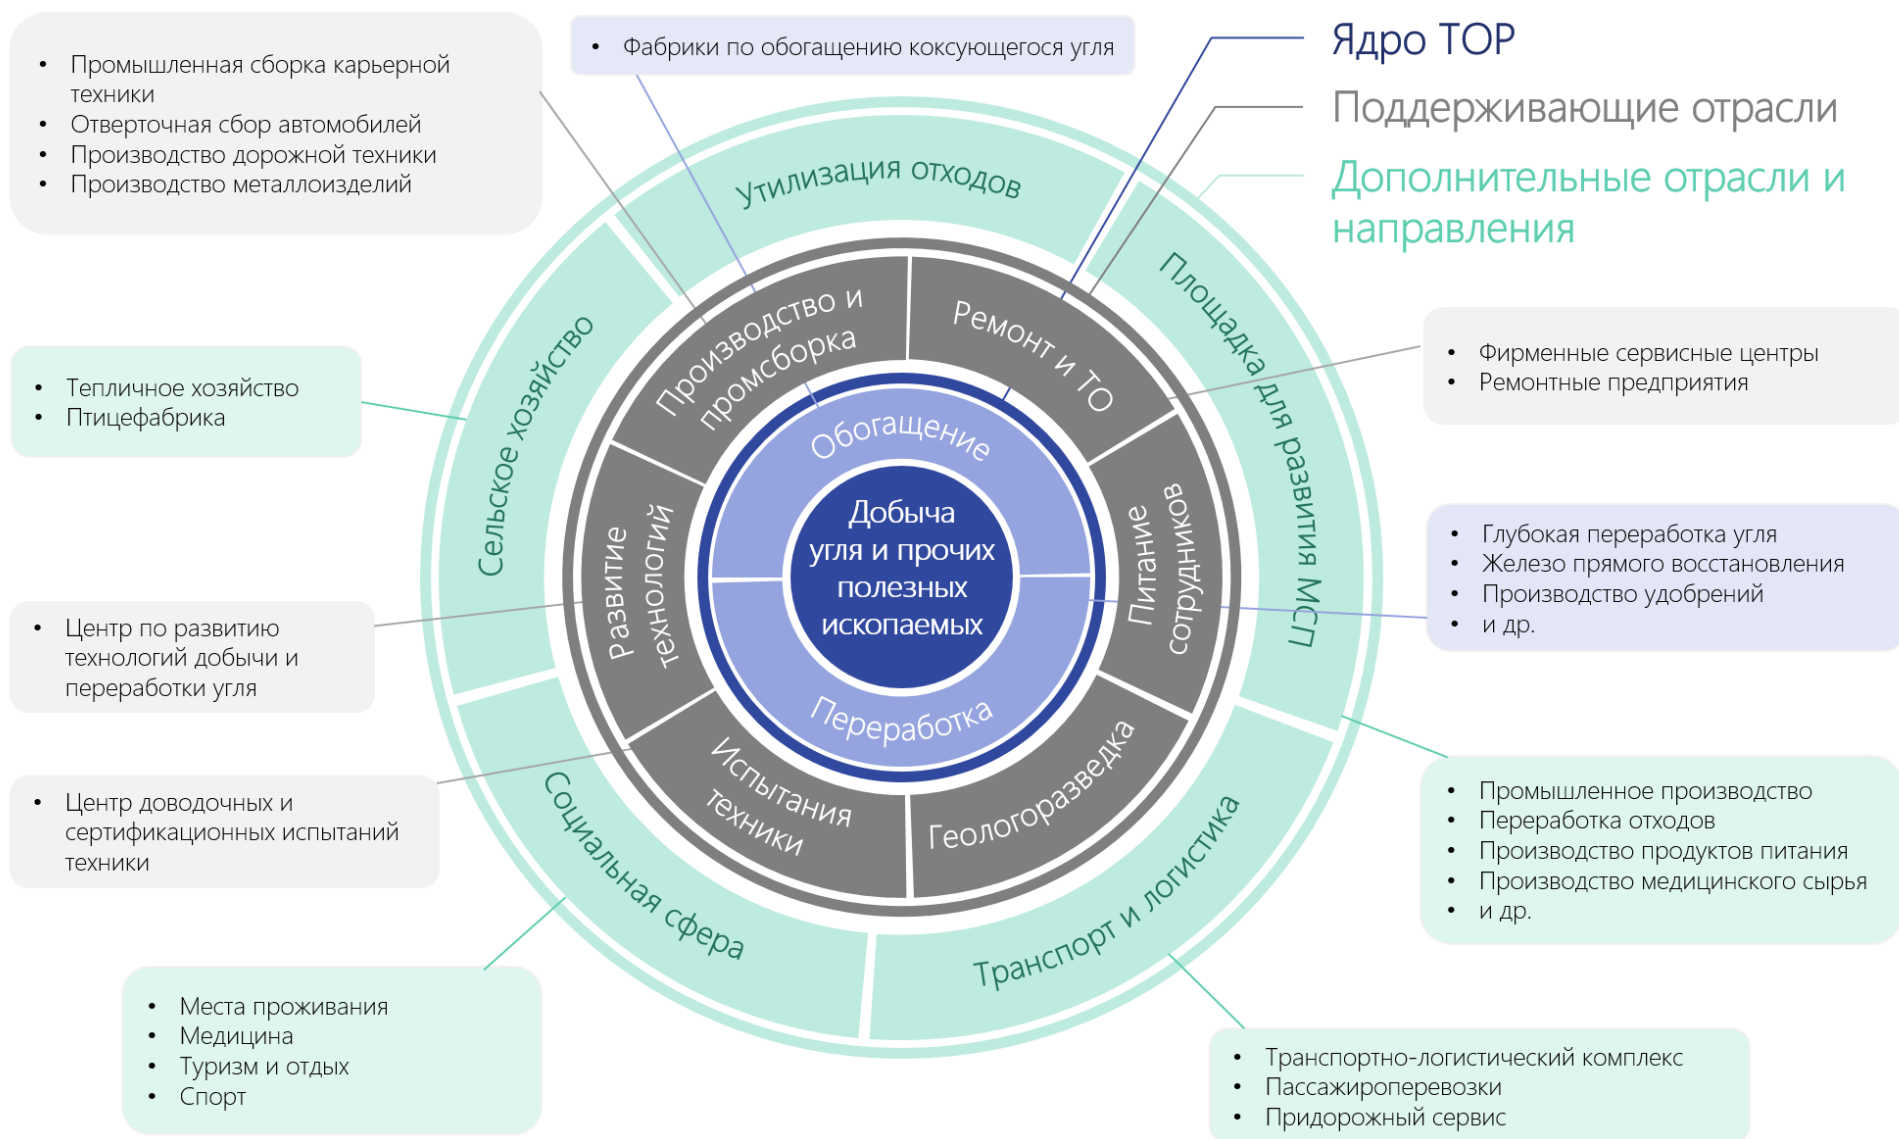 Промышленная сборка карьерной
техники
Отверточная сбор автомобилей
Производство дорожной техники
Производство металлоизделий
Фабрики по обогащению коксующегося угля
Ядро ТОР
Поддерживающие отрасли
Дополнительные отрасли и
направления
Утилизация отходов
Площадка для развития МСП
Транспорт и логистика
Социальная сфера
Сельское хозяйство
Производство и
промсборка
Ремонт и ТО
Питание
сотрудников
Геологоразведка
Испытания
техники
Развитие
технологий
Обогащение
Переработка
Добыча
угля и прочих
полезных
ископаемых
Тепличное хозяйство
Птицефабрика
Центр по развитию
технологий добычи и
переработки угля
Центр доводочных и
сертификационных испытаний
техники
Места проживания
Медицина
Туризм и отдых
Спорт
Фирменные сервисные центры
Ремонтные предприятия
Глубокая переработка угля
Железо прямого восстановления
Производство удобрений
и др.
Промышленное производство
Переработка отходов
Производство продуктов питания
Производство медицинского сырья
и др.
Транспортно-логистический комплекс
Пассажироперевозки
Придорожный сервис